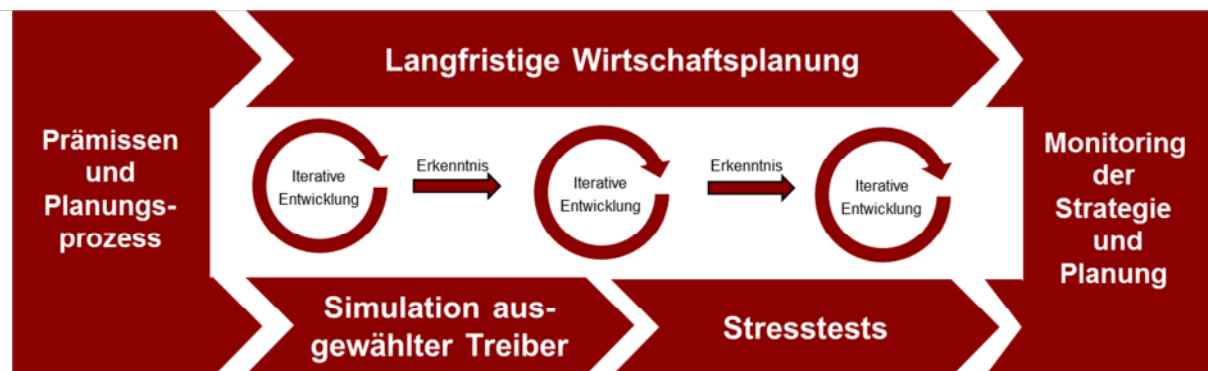 Langfristige Wirtschaftsplanung
Prämissen
und
Planungs-
prozess
Iterative
Entwicklung
Erkenntnis
Iterative
Entwicklung
Erkenntnis
Iterative
Entwicklung
Simulation aus-
gewählter Treiber
Stresstests
Monitoring
der
Strategie
und
Planung